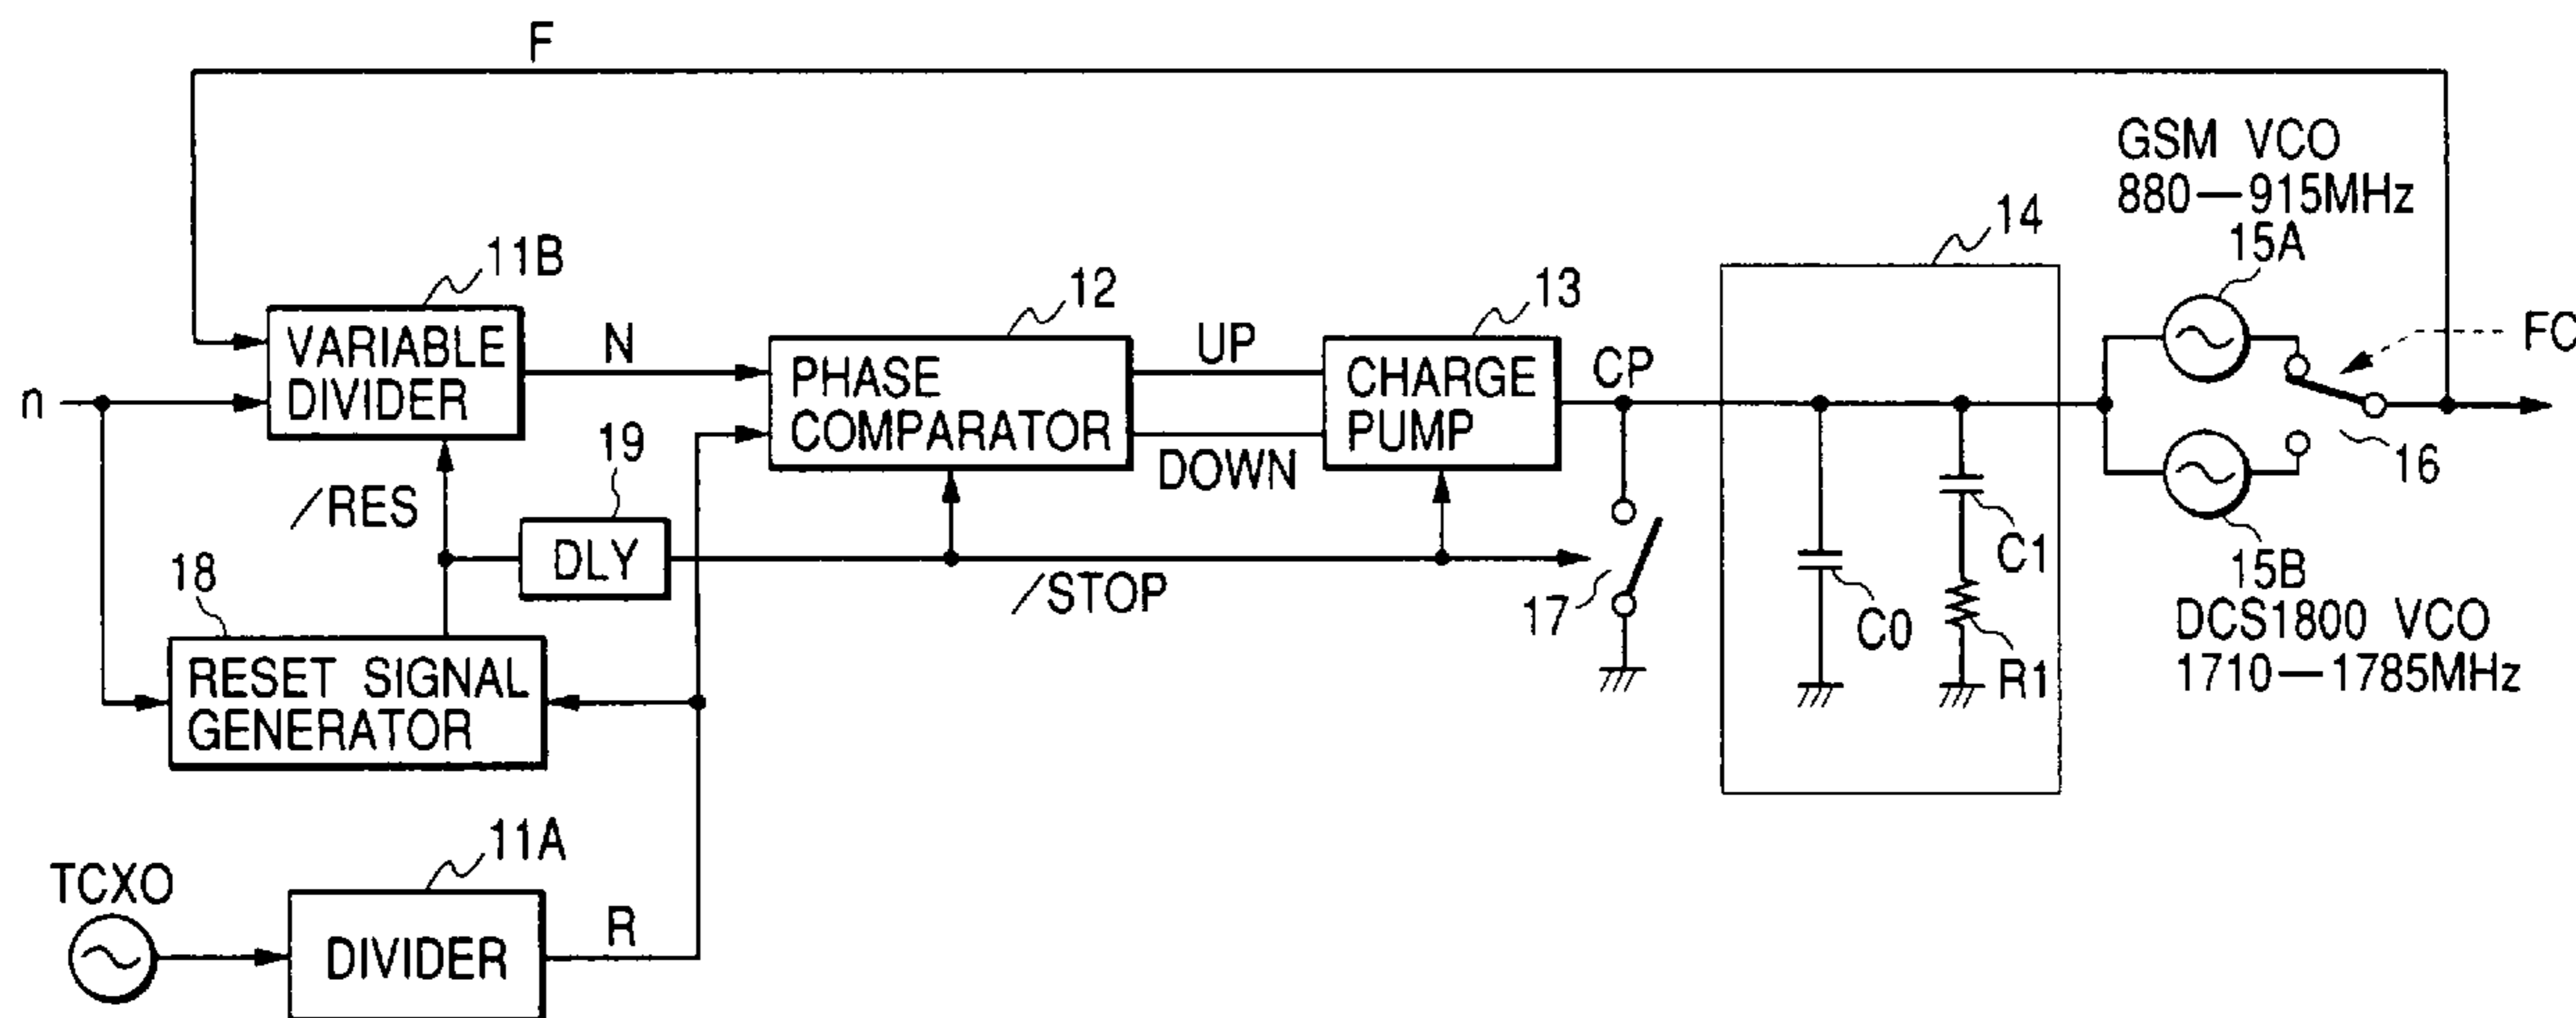 F
GSM VCO
880—915MHz
15A
14
11B
12
13
VARIABLE
DIVIDER
N
PHASE
COMPARATOR
UP
DOWN
CHARGE
PUMP
CP
n
FC
16
/RES
19
DLY
/STOP
17
C0
C1
R1
15B
DCS1800 VCO
1710—1785MHz
18
RESET SIGNAL
GENERATOR
11A
TCXO
DIVIDER
R